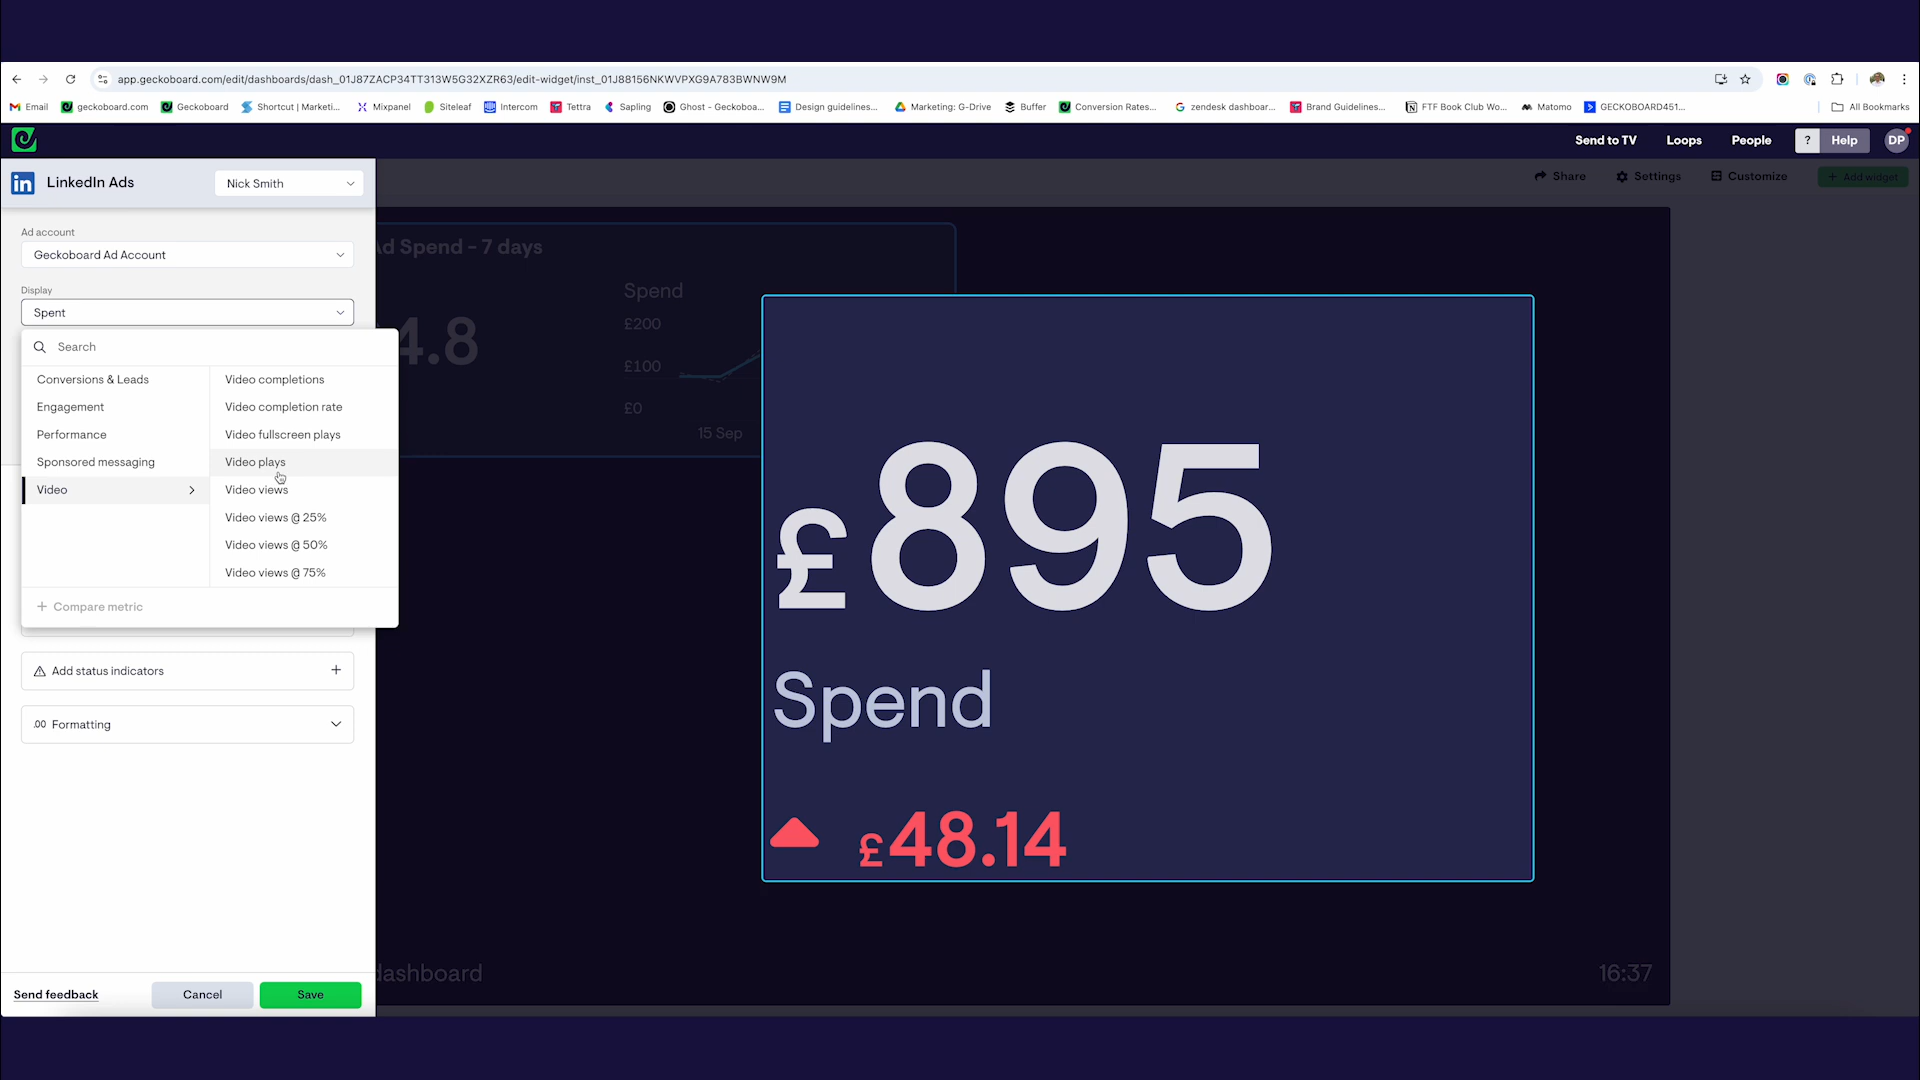 app.geckoboard.com/edit/dashboards/dash_01J87ZACP34TT313W5G32XZR63/edit-widget/inst_01J88156NKWVPXG9A783BWNW9M
Email geckoboard.com Geckoboard Shortcut | Marketi... Mixpanel Siteleaf Intercom Tettra Sapling Ghost - Geckoboa... Design guidelines... Marketing: G-Drive Buffer Conversion Rates... zendesk dashboar... Brand Guidelines... FTF Book Club Wo... Matomo GECKOBOARD451... All Bookmarks
Send to TV Loops People ? Help DP
in LinkedIn Ads Nick Smith
Share Settings Customize + Add widget
Ad account
Geckoboard Ad Account
Display
Spent
Search
Conversions & Leads
Engagement
Performance
Sponsored messaging
Video
Video completions
Video completion rate
Video fullscreen plays
Video plays
Video views
Video views @ 25%
Video views @ 50%
Video views @ 75%
+ Compare metric
Add status indicators +
.00 Formatting
Send feedback Cancel Save
Ad Spend - 7 days
4.8
Spend
£200
£100
£0
15 Sep
£895
Spend
£48.14
dashboard
16:37